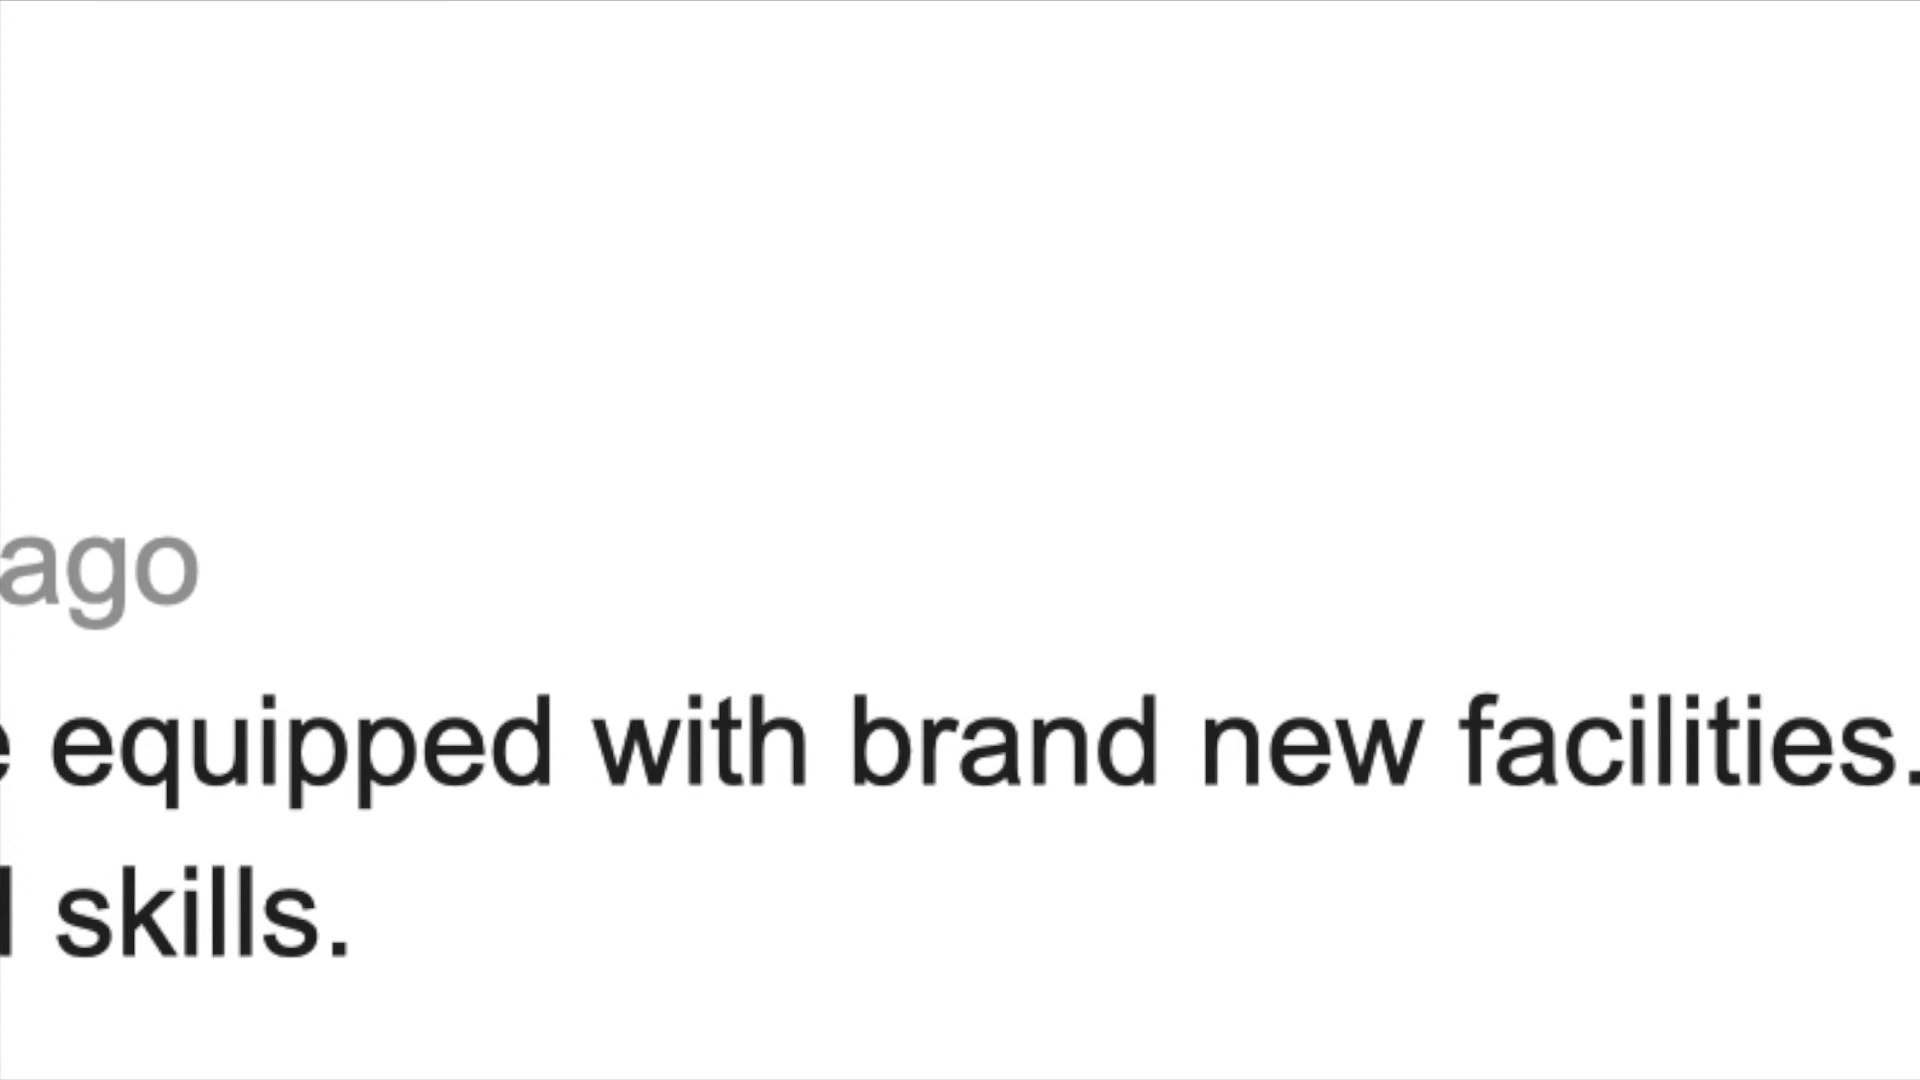 ago
equipped with brand new facilities.
skills.